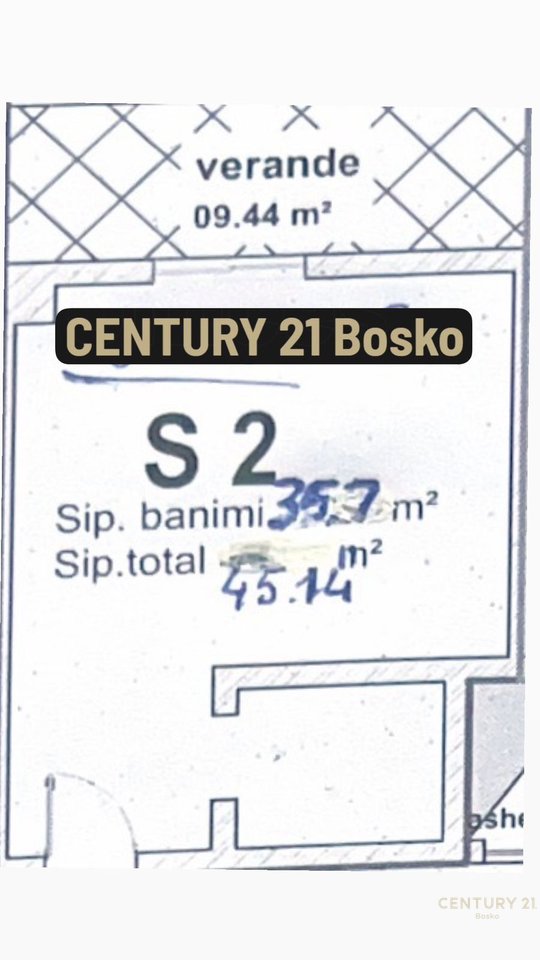 verande
09.44 m²
CENTURY 21 Bosko
S 2
Sip. banimi 35.7 m²
Sip.total m²
45.14
CENTURY 21.
Bosko